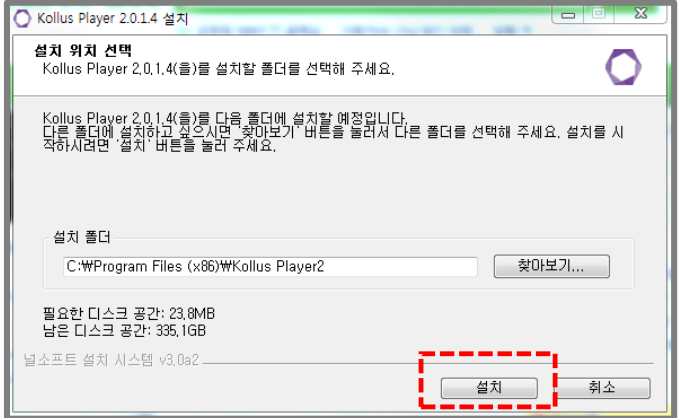 Kollus Player 2.0.1.4 설치
설치 위치 선택
Kollus Player 2.0.1.4(을)를 설치할 폴더를 선택해 주세요.
Kollus Player 2.0.1.4(을)를 다음 폴더에 설치할 예정입니다.
다른 폴더에 설치하고 싶으시면 '찾아보기' 버튼을 눌러서 다른 폴더를 선택해 주세요. 설치를 시
작하시려면 '설치' 버튼을 눌러 주세요.
설치 폴더
C:₩Program Files (x86)₩Kollus Player2
찾아보기...
필요한 디스크 공간: 23.8MB
남은 디스크 공간: 335.1GB
널소프트 설치 시스템 v3.0a2
설치 취소